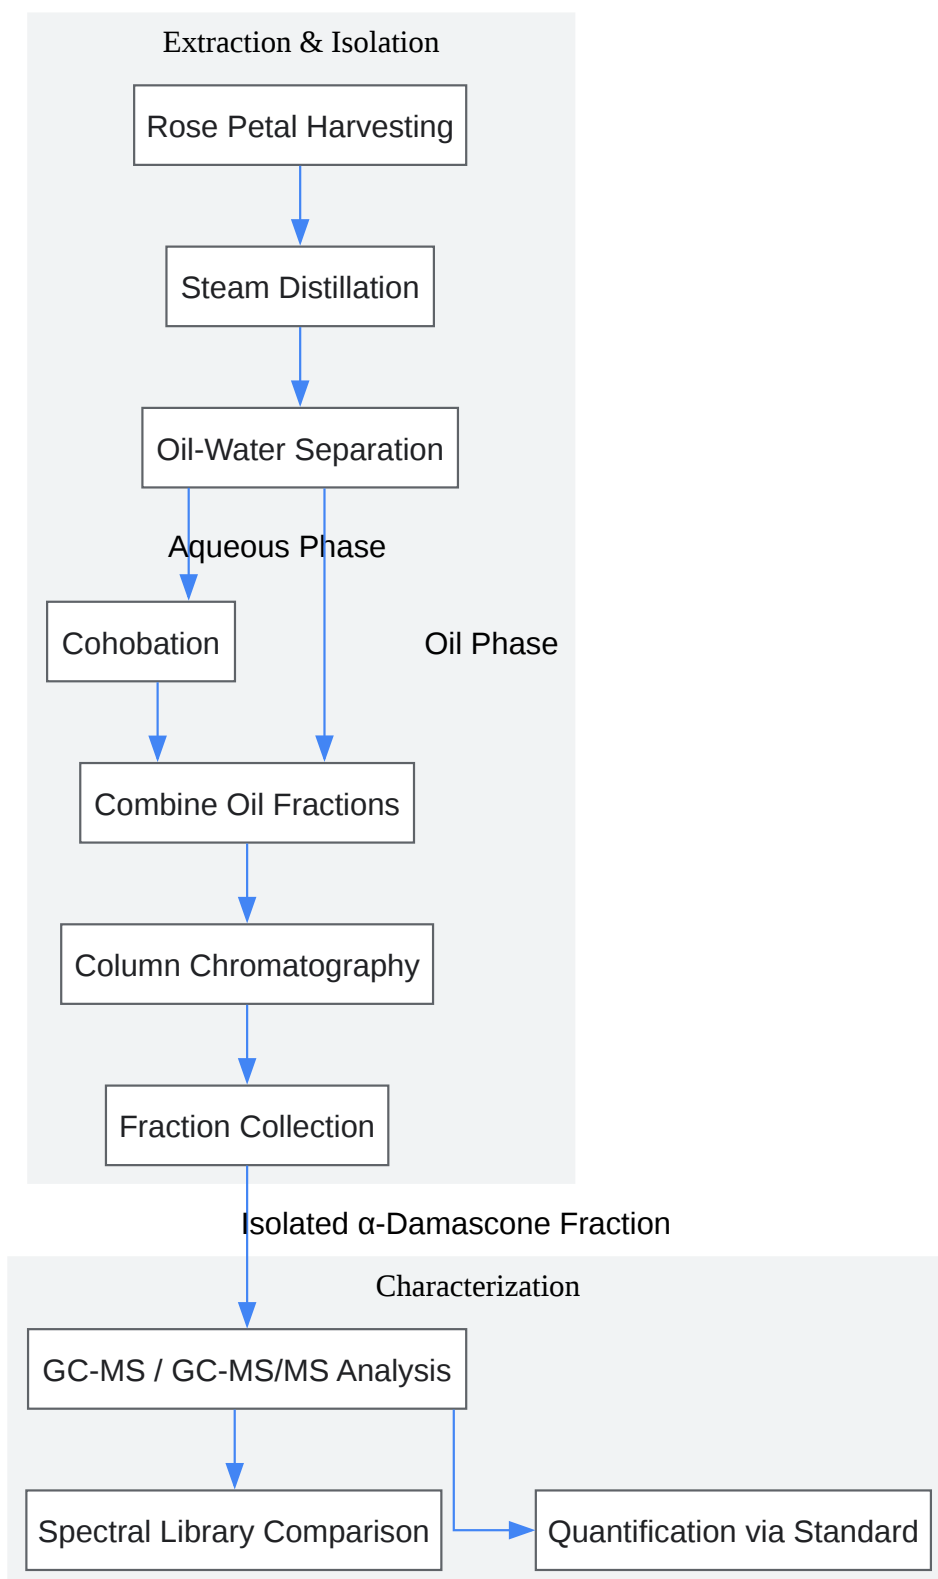 Extraction & Isolation
Rose Petal Harvesting
Steam Distillation
Oil-Water Separation
Aqueous Phase
Cohobation
Oil Phase
Combine Oil Fractions
Column Chromatography
Fraction Collection
Isolated α-Damascone Fraction
Characterization
GC-MS / GC-MS/MS Analysis
Spectral Library Comparison
Quantification via Standard